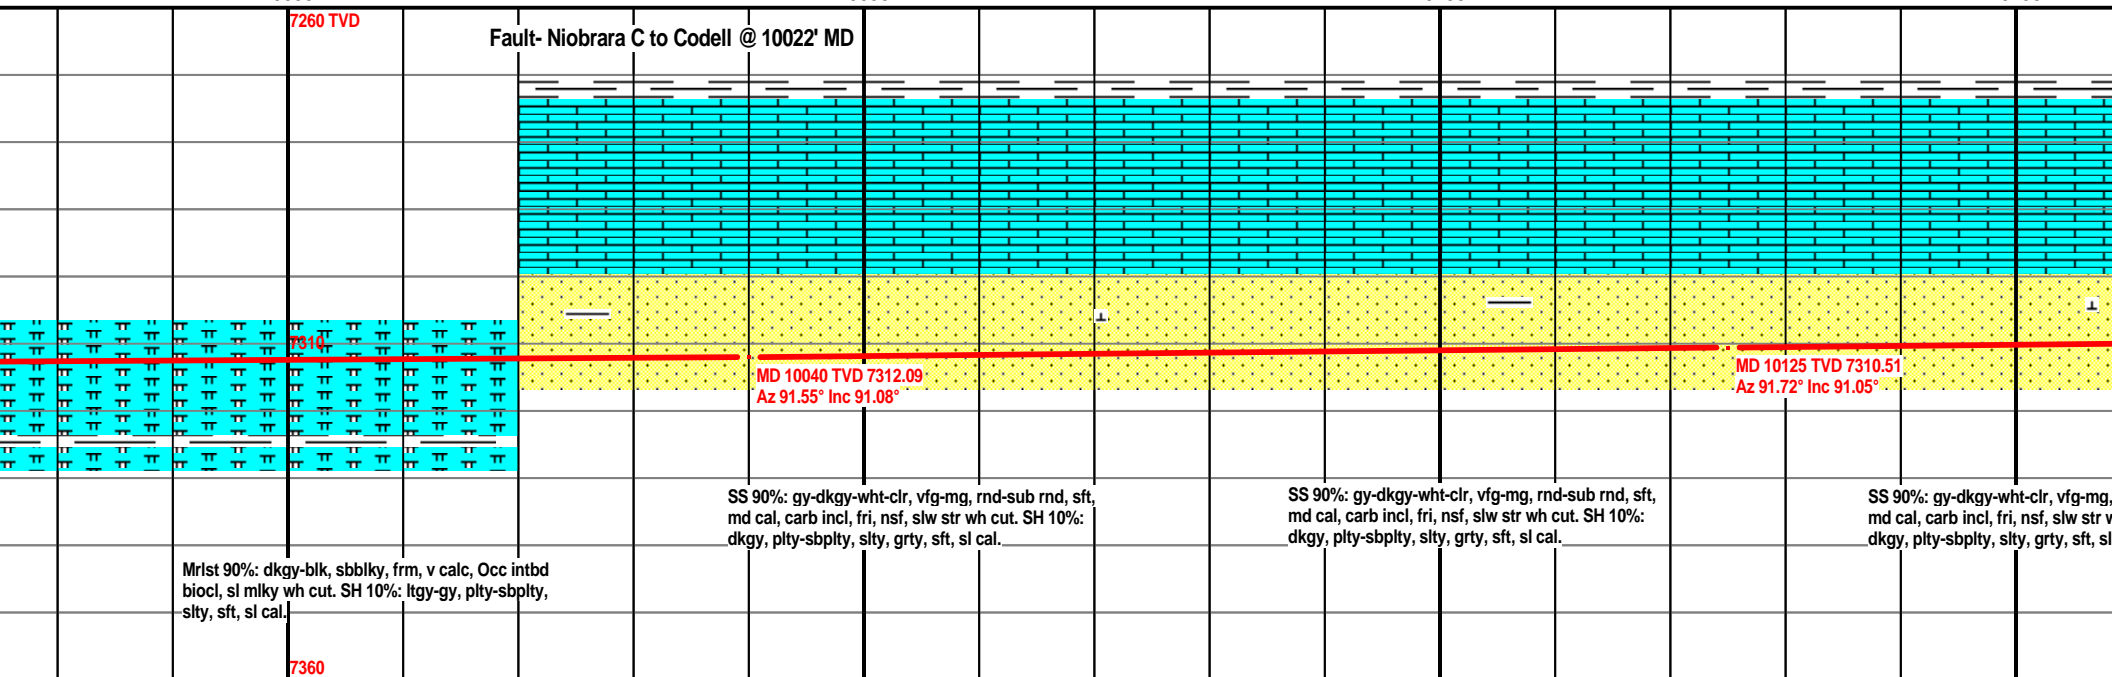 7260 TVD
Fault- Niobrara C to Codell @ 10022' MD
7310
MD 10040 TVD 7312.09
Az 91.55° Inc 91.08°
MD 10125 TVD 7310.51
Az 91.72° Inc 91.05°
SS 90%: gy-dkgy-wht-clr, vfg-mg, rnd-sub rnd, sft,
md cal, carb incl, fri, nsf, slw str wh cut. SH 10%:
dkgy, plty-sbplty, slty, grty, sft, sl cal.
SS 90%: gy-dkgy-wht-clr, vfg-mg, rnd-sub rnd, sft,
md cal, carb incl, fri, nsf, slw str wh cut. SH 10%:
dkgy, plty-sbplty, slty, grty, sft, sl cal.
SS 90%: gy-dkgy-wht-clr, vfg-mg,
md cal, carb incl, fri, nsf, slw str
dkgy, plty-sbplty, slty, grty, sft, sl
Mrlst 90%: dkgy-blk, sbblky, frm, v calc, Occ intbd
biocl, sl mlky wh cut. SH 10%: ltgy-gy, plty-sbplty,
slty, sft, sl cal.
7360